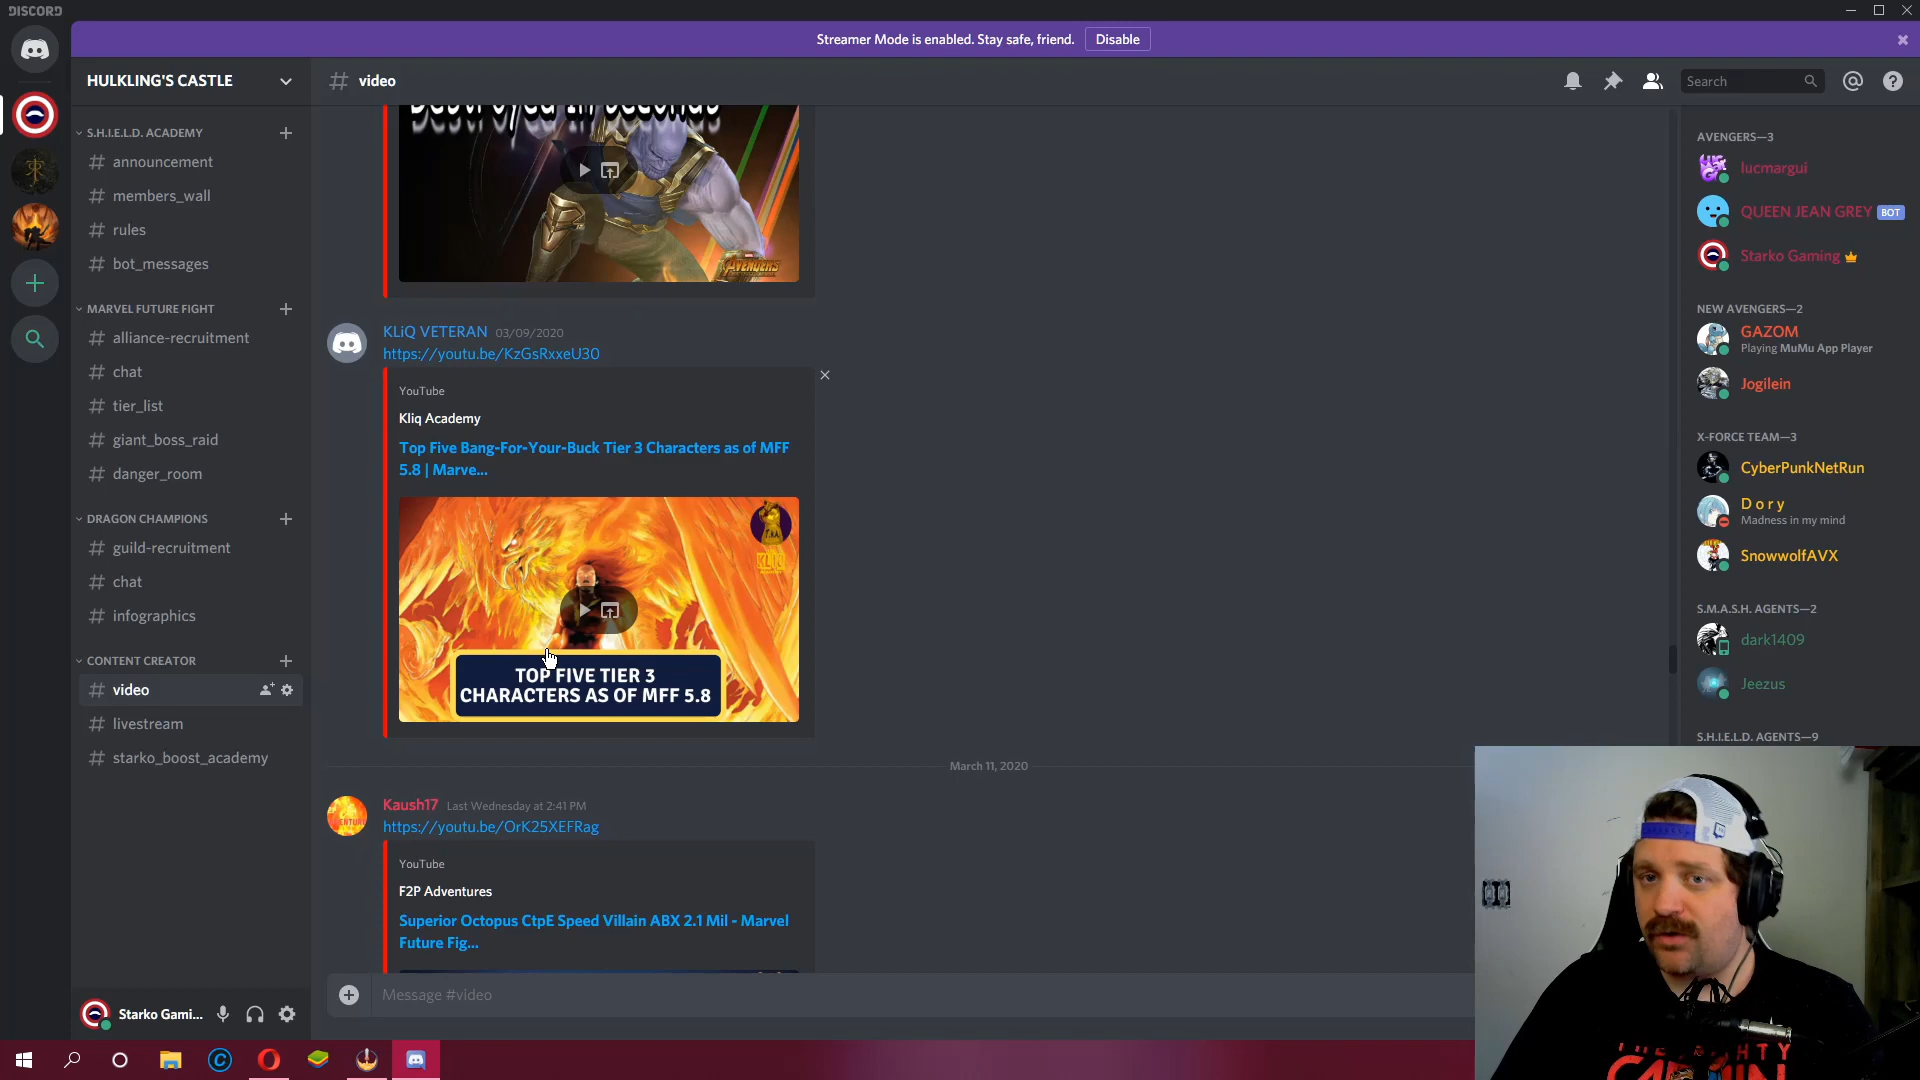 DISCORD
Streamer Mode is enabled. Stay safe, friend.
Disable
HULKLING'S CASTLE
# video
Search
S.H.I.E.L.D. ACADEMY
# announcement
# members_wall
# rules
# bot_messages
MARVEL FUTURE FIGHT
# alliance-recruitment
# chat
# tier_list
# giant_boss_raid
# danger_room
DRAGON CHAMPIONS
# guild-recruitment
# chat
# infographics
CONTENT CREATOR
# video
# livestream
# starko_boost_academy
Starko Gami...
Destroyed in Seconds
AVENGERS
KLiQ VETERAN 03/09/2020
https://youtu.be/KzGsRxxeU30
YouTube
Kliq Academy
Top Five Bang-For-Your-Buck Tier 3 Characters as of MFF
5.8 | Marve...
KLIQ
TOP FIVE TIER 3
CHARACTERS AS OF MFF 5.8
March 11, 2020
Kaush17 Last Wednesday at 2:41 PM
https://youtu.be/OrK25XEFRag
YouTube
F2P Adventures
Superior Octopus CtpE Speed Villain ABX 2.1 Mil - Marvel
Future Fig...
Message #video
AVENGERS—3
lucmargui
QUEEN JEAN GREY BOT
Starko Gaming
NEW AVENGERS—2
GAZOM
Playing MuMu App Player
Jogilein
X-FORCE TEAM—3
CyberPunkNetRun
D o r y
Madness in my mind
SnowwolfAVX
S.M.A.S.H. AGENTS—2
dark1409
Jeezus
S.H.I.E.L.D. AGENTS—9